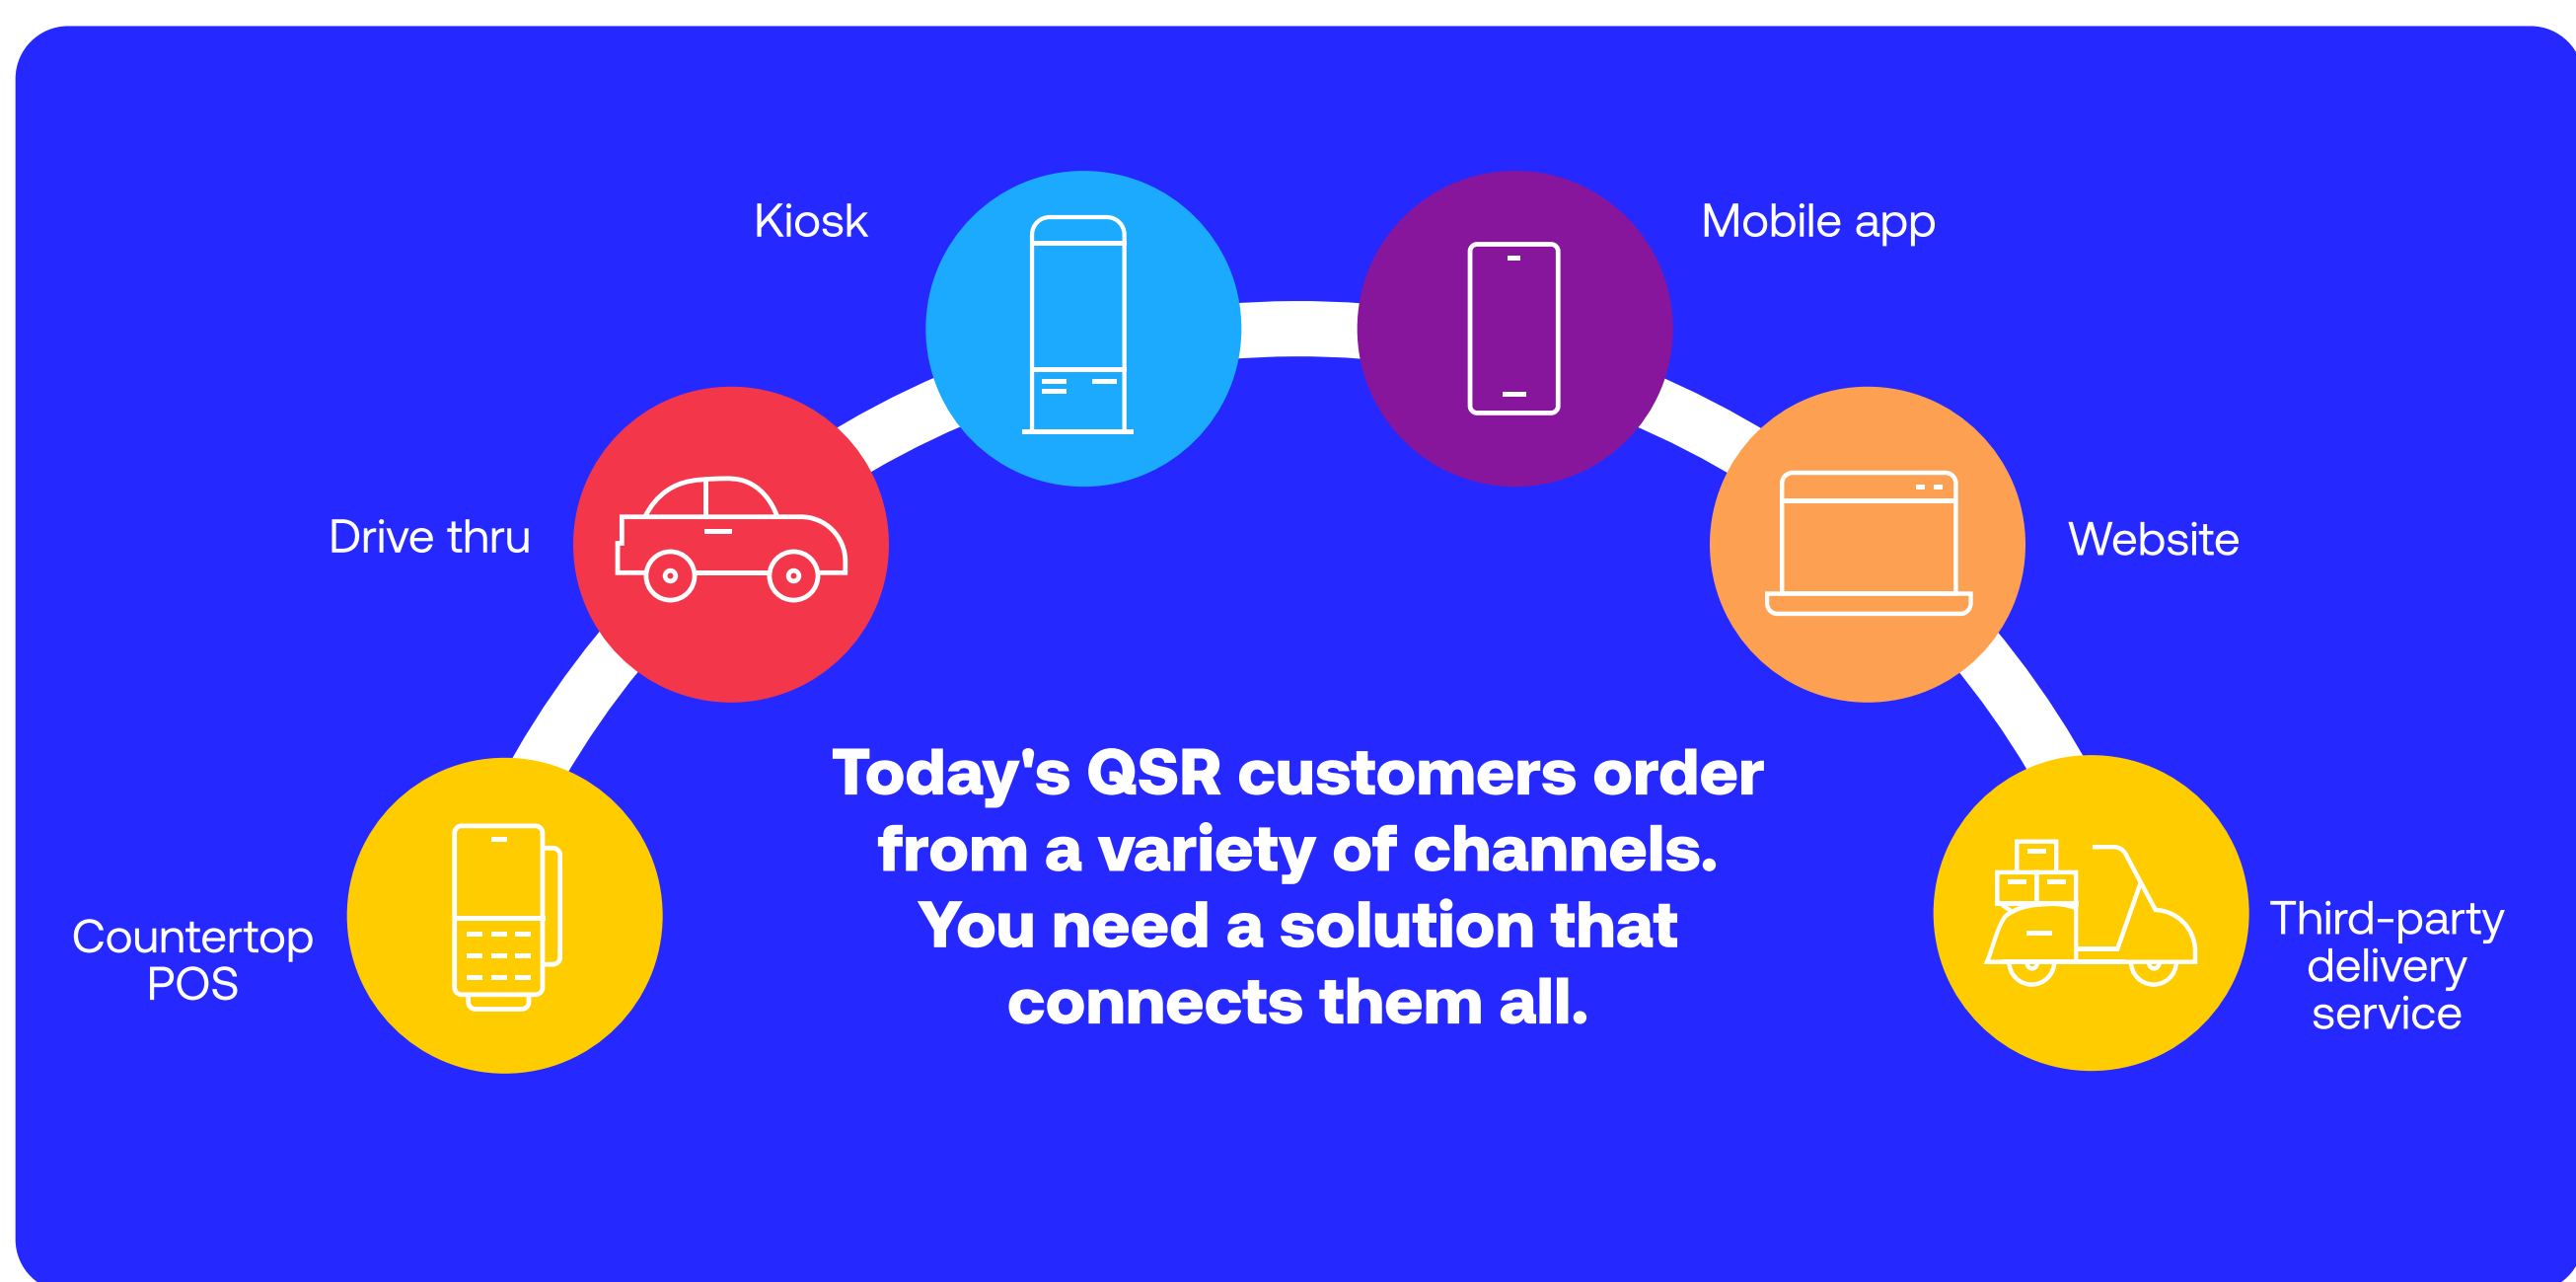 Kiosk
Mobile app
Drive thru
Website
Today's QSR customers order
from a variety of channels.
You need a solution that
connects them all.
Countertop
POS
Third-party
delivery
service